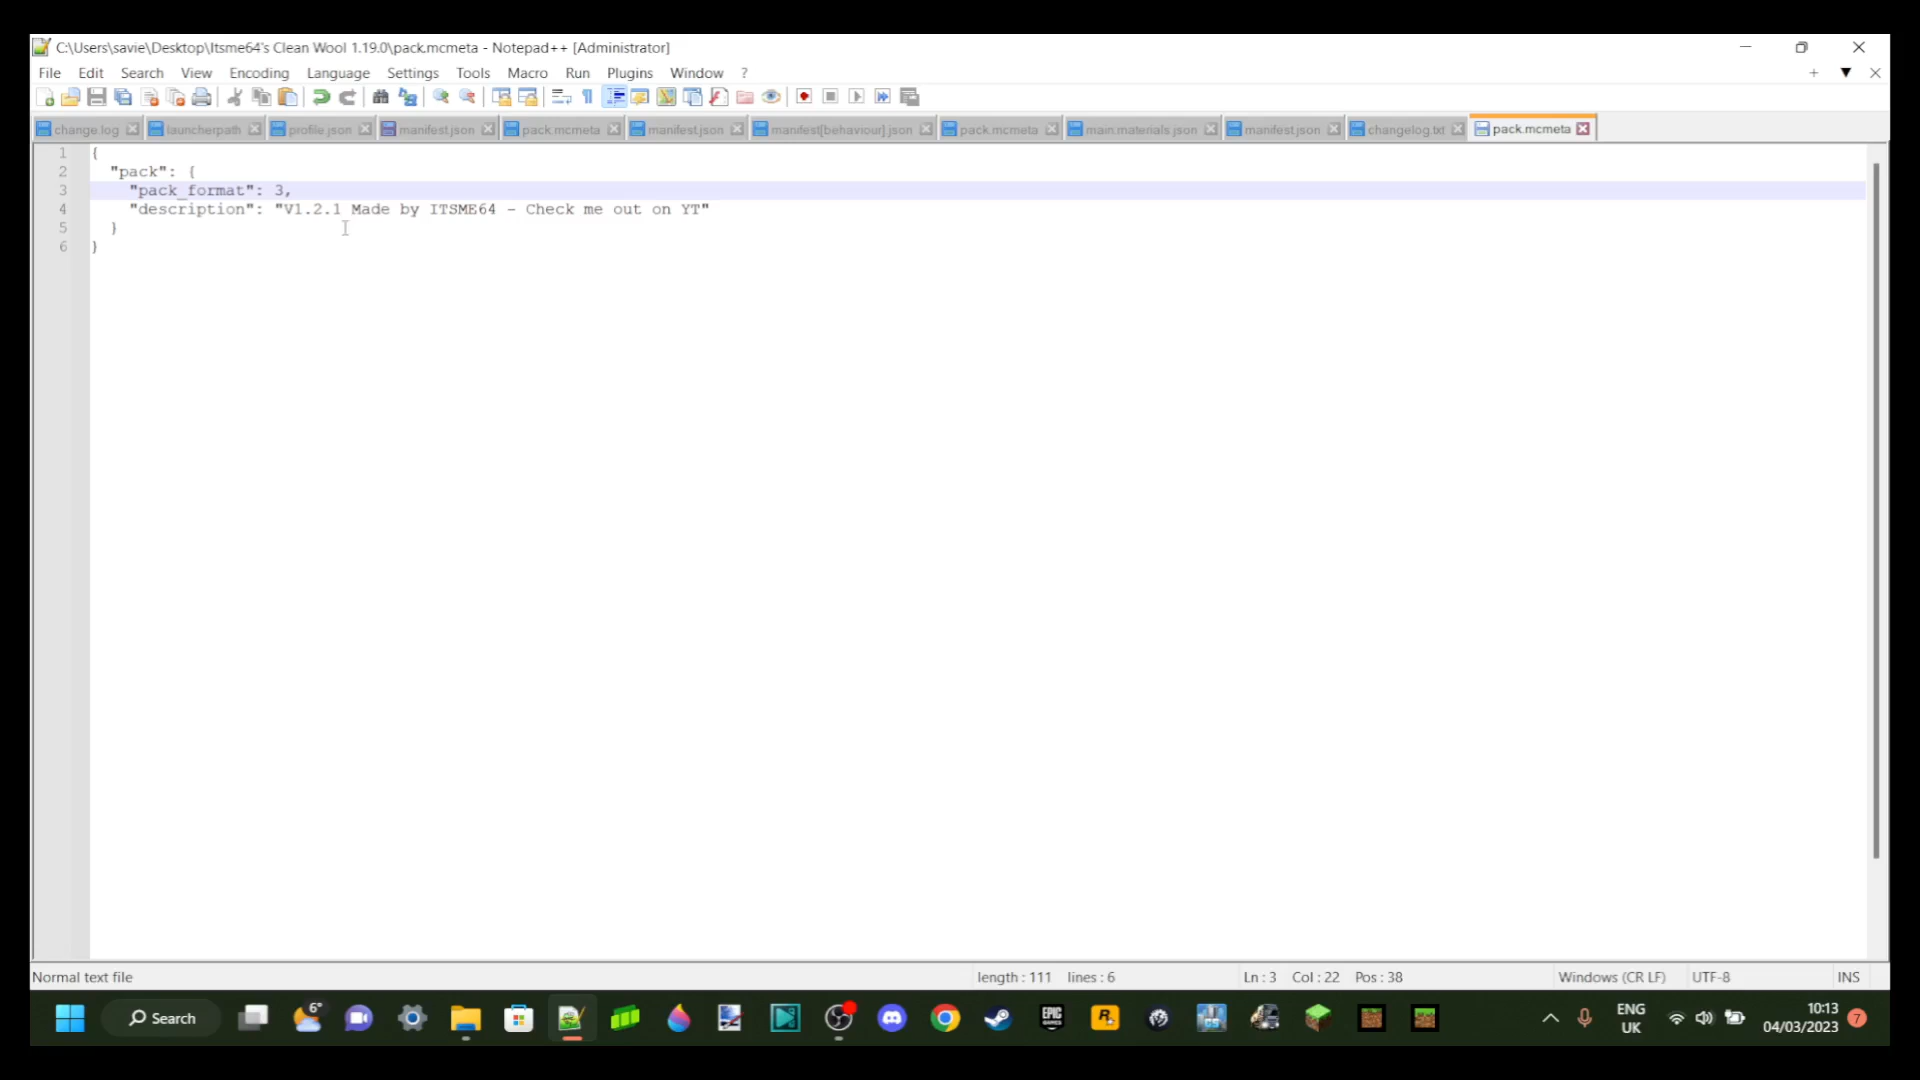 C:\Users\savie\Desktop\Itsme64's Clean Wool 1.19.0\pack.mcmeta - Notepad++ [Administrator]
File Edit Search View Encoding Language Settings Tools Macro Run Plugins Window ?
change.log launcherpath profile.json manifest.json pack.mcmeta manifest.json manifest[behaviour].json pack.mcmeta main.materials.json manifest.json changelog.txt pack.mcmeta
1 {
2 "pack": {
3 "pack_format": 3,
4 "description": "V1.2.1 Made by ITSME64 - Check me out on YT"
5 }
6 }
Normal text file length : 111 lines : 6 Ln : 3 Col : 22 Pos : 38 Windows (CR LF) UTF-8 INS
6°
Search
EPIC GAMES
R
ENG
UK
10:13
04/03/2023
7